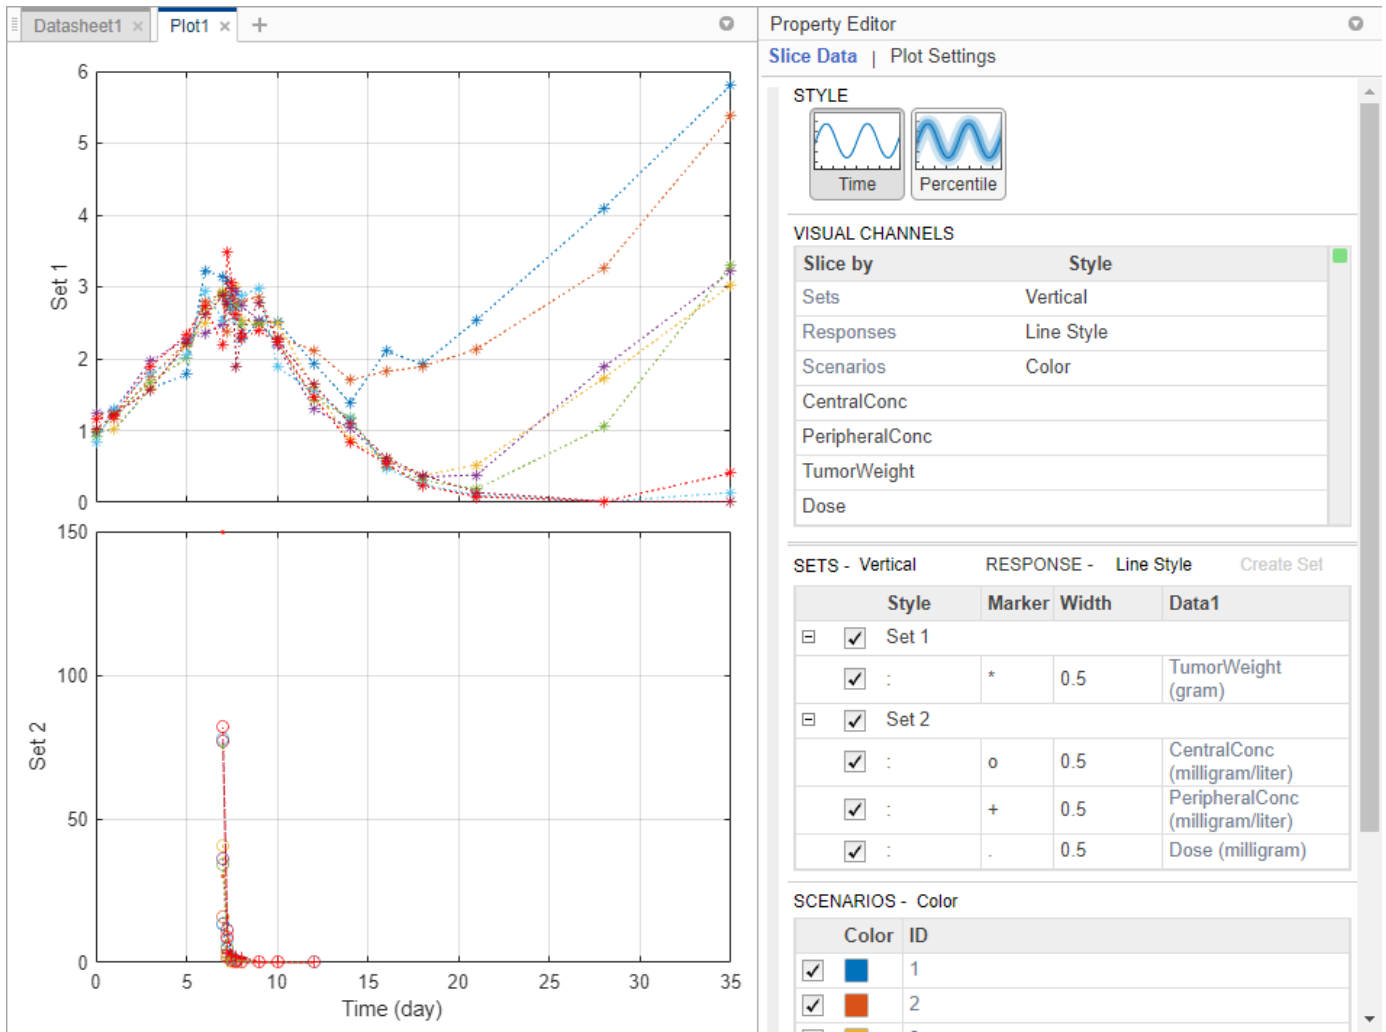 Datasheet1 × Plot1 × +
6
5
4
3
2
1
0
Set 1
150
100
50
0
Set 2
0 5 10 15 20 25 30 35
Time (day)
Property Editor
Slice Data | Plot Settings
STYLE
Time Percentile
VISUAL CHANNELS
Slice by Style
Sets Vertical
Responses Line Style
Scenarios Color
CentralConc
PeripheralConc
TumorWeight
Dose
SETS - Vertical RESPONSE - Line Style Create Set
Style Marker Width Data1
Set 1
: * 0.5 TumorWeight
(gram)
Set 2
: o 0.5 CentralConc
(milligram/liter)
: + 0.5 PeripheralConc
(milligram/liter)
: . 0.5 Dose (milligram)
SCENARIOS - Color
Color ID
1
2